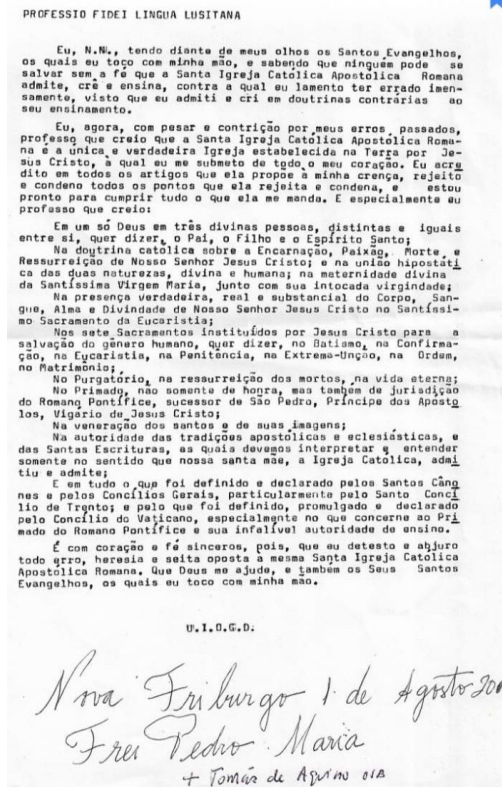 PROFESSIO FIDEI LINGUA LUSITANA
Eu, N.N., tendo diante de meus olhos os Santos Evangelhos,
os quais eu toco com minha mão, e sabendo que ninguém pode se
salvar sem a fé que a Santa Igreja Católica Apostólica Romana
admite, crê e ensina, contra a qual eu lamento ter errado imen-
samente, visto que eu admiti e cri em doutrinas contrárias ao
seu ensinamento.
Eu, agora, com pesar e contrição por meus erros passados,
professo que creio que a Santa Igreja Católica Apostólica Roma-
na é a única e verdadeira Igreja estabelecida na Terra por Je-
sus Cristo, à qual eu me submeto de todo o meu coração. Eu acre
dito em todos os artigos que ela propõe à minha crença, rejeito
e condeno todos os pontos que ela rejeita e condena, e estou
pronto para cumprir tudo o que ela me manda. E especialmente eu
professo que creio:
Em um só Deus em três divinas pessoas, distintas e iguais
entre si, quer dizer, o Pai, o Filho e o Espírito Santo;
Na doutrina católica sobre a Encarnação, Paixão, Morte, e
Ressurreição de Nosso Senhor Jesus Cristo; e na união hipostáti
ca das duas naturezas, divina e humana; na maternidade divina
da Santíssima Virgem Maria, junto com sua intocada virgindade;
Na presença verdadeira, real e substancial do Corpo, San-
gue, Alma e Divindade de Nosso Senhor Jesus Cristo no Santíssi-
mo Sacramento da Eucaristia;
Nos sete Sacramentos instituídos por Jesus Cristo para a
salvação do gênero humano, quer dizer, no Batismo, na Confirma-
ção, na Eucaristia, na Penitência, na Extrema-Unção, na Ordem,
no Matrimônio;
No Purgatório, na ressurreição dos mortos, na vida eterna;
No Primado, não somente de honra, mas também de jurisdição
do Romano Pontífice, sucessor de São Pedro, Príncipe dos Apósto
los, Vigário de Jesus Cristo;
Na veneração dos santos e de suas imagens;
Na autoridade das tradições apostólicas e eclesiásticas, e
das Santas Escrituras, as quais devemos interpretar e entender
somente no sentido que nossa santa mãe, a Igreja Católica, admi
tiu e admite;
E em tudo o que foi definido e declarado pelos Santos Câno
nes e pelos Concílios Gerais, particularmente pelo Santo Concí
lio de Trento; e pelo que foi definido, promulgado e declarado
pelo Concílio do Vaticano, especialmente no que concerne ao Pri
mado do Romano Pontífice e sua infalível autoridade de ensino.
É com coração e fé sinceros, pois, que eu detesto e abjuro
todo erro, heresia e seita oposta à mesma Santa Igreja Católica
Apostólica Romana. Que Deus me ajude, e também os Seus Santos
Evangelhos, os quais eu toco com minha mão.
U.I.O.G.D.
Nova Friburgo 1 de Agosto
Frei Pedro Maria
+ Tomás de Aquino OSB